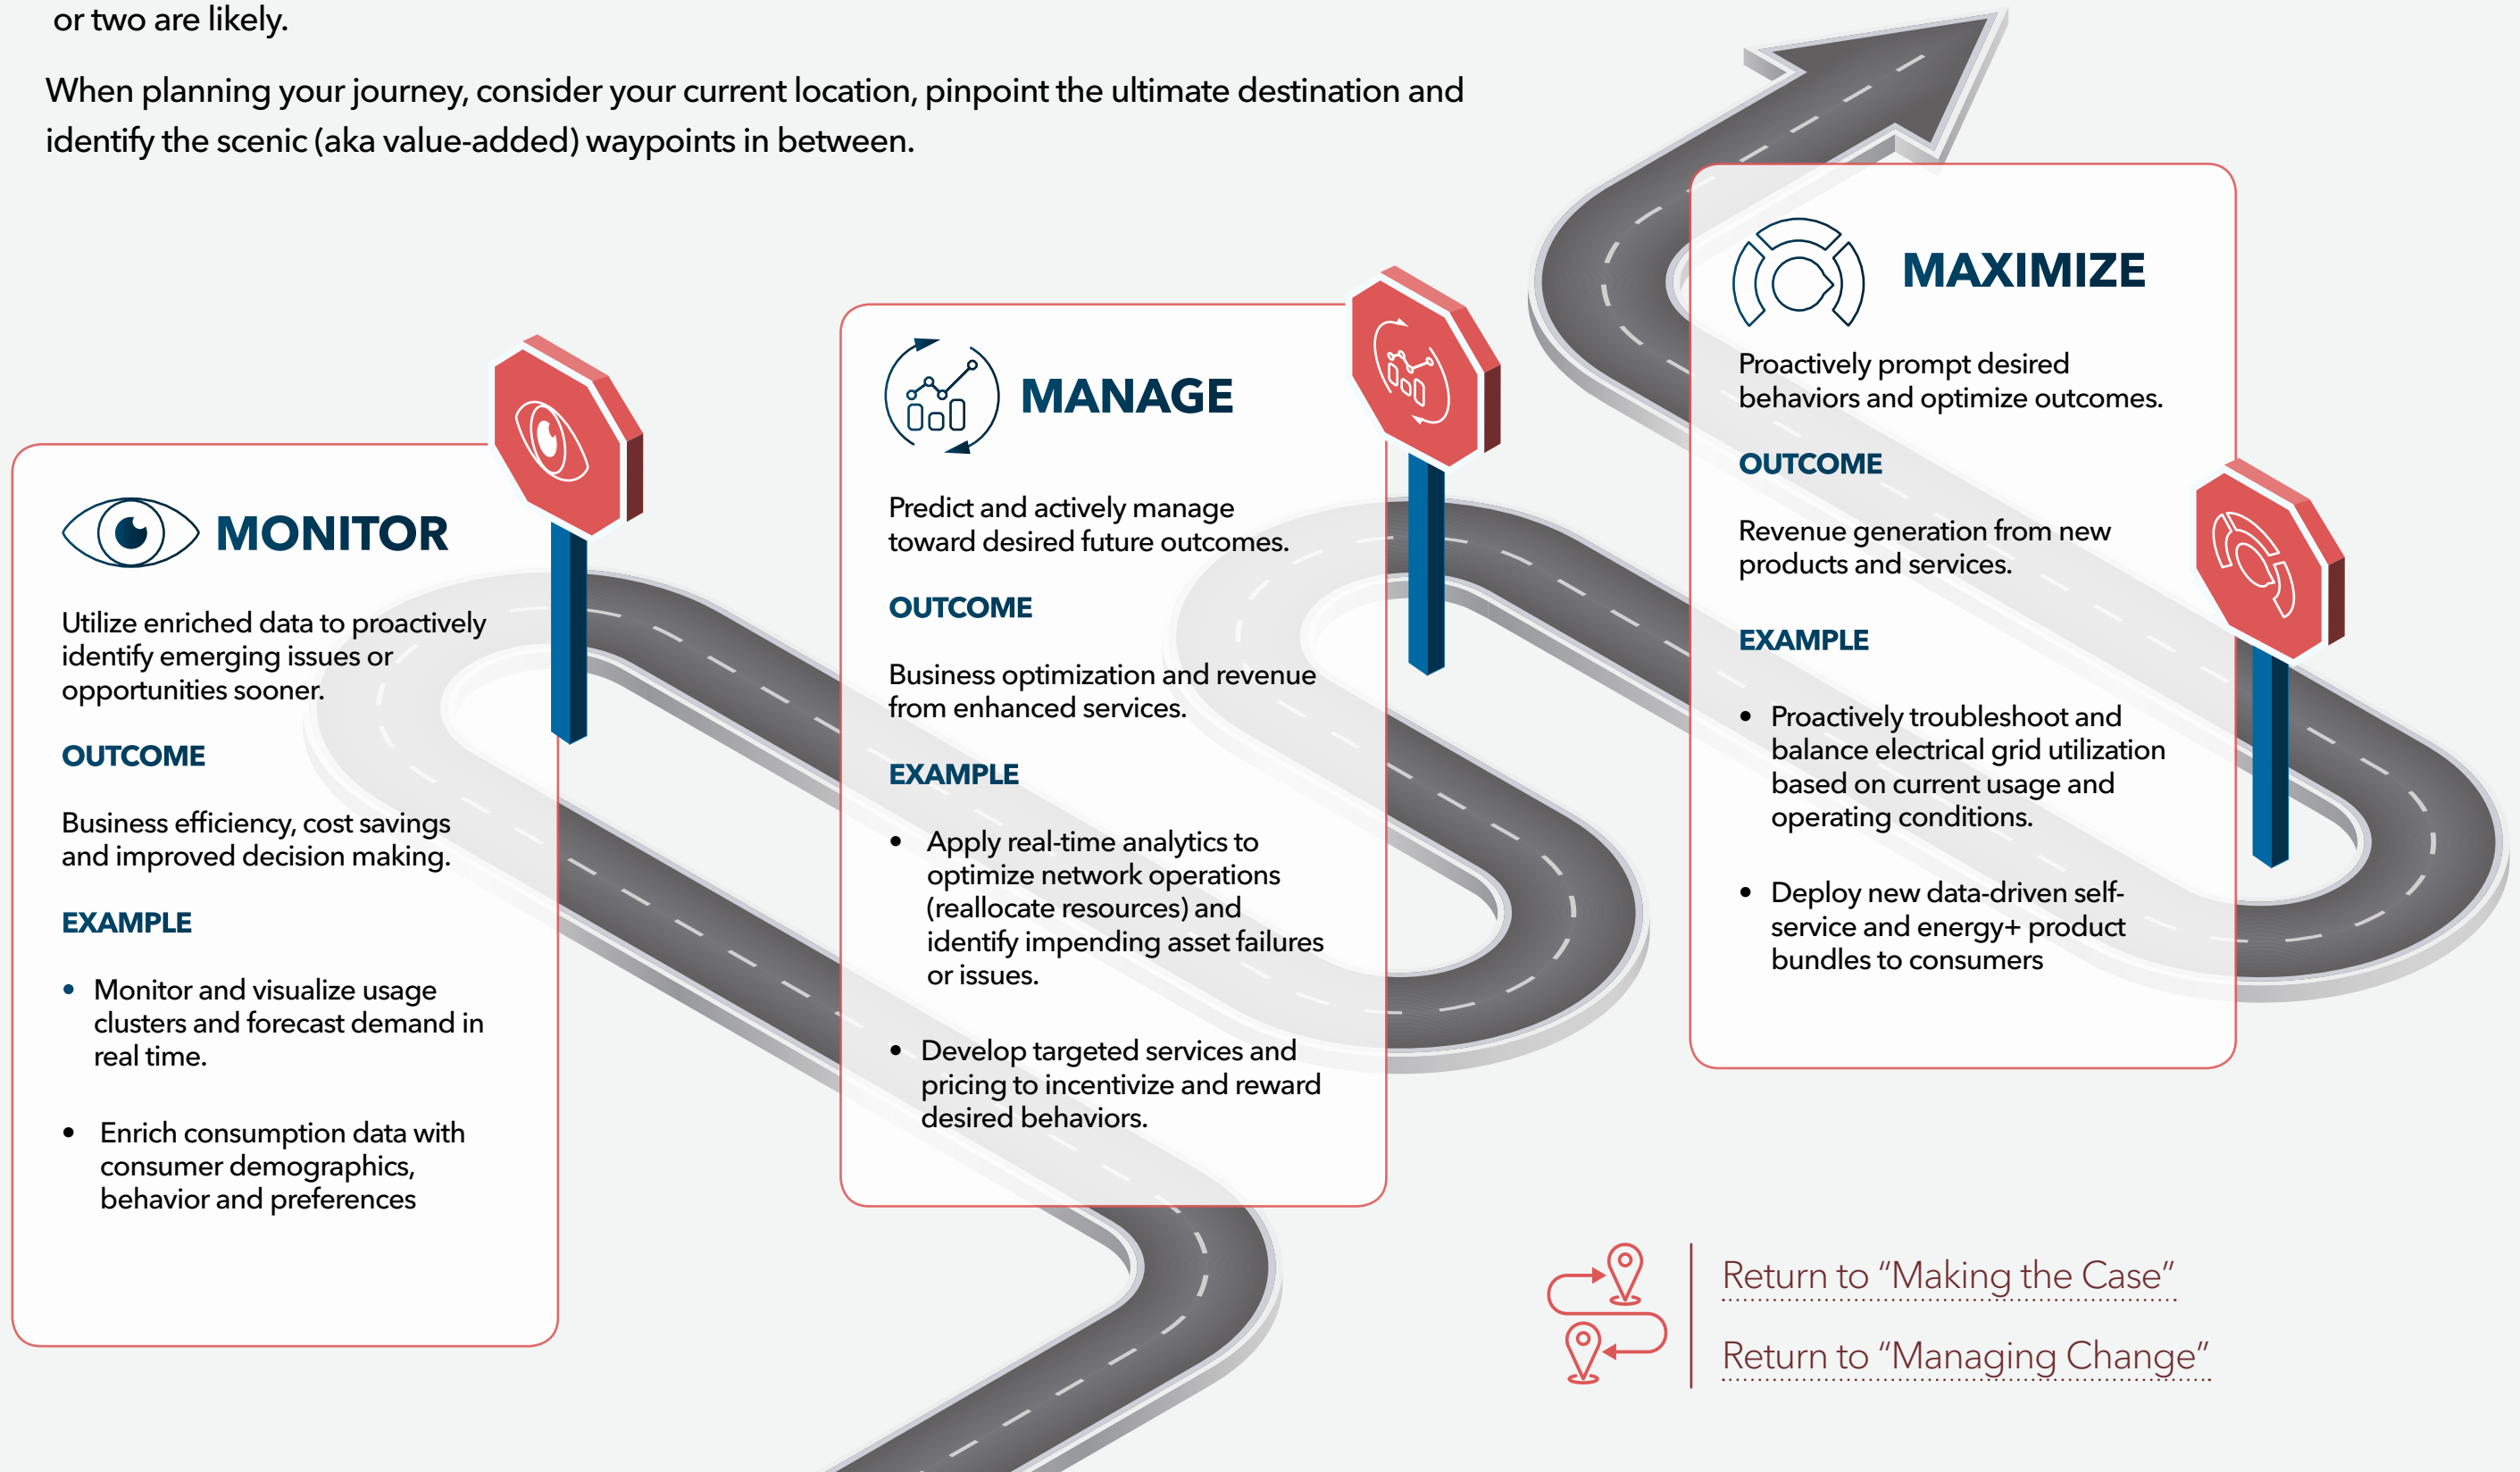 or two are likely.
When planning your journey, consider your current location, pinpoint the ultimate destination and
identify the scenic (aka value-added) waypoints in between.
MONITOR
Utilize enriched data to proactively
identify emerging issues or
opportunities sooner.
OUTCOME
Business efficiency, cost savings
and improved decision making.
EXAMPLE
• Monitor and visualize usage
clusters and forecast demand in
real time.
• Enrich consumption data with
consumer demographics,
behavior and preferences
MANAGE
Predict and actively manage
toward desired future outcomes.
OUTCOME
Business optimization and revenue
from enhanced services.
EXAMPLE
• Apply real-time analytics to
optimize network operations
(reallocate resources) and
identify impending asset failures
or issues.
• Develop targeted services and
pricing to incentivize and reward
desired behaviors.
MAXIMIZE
Proactively prompt desired
behaviors and optimize outcomes.
OUTCOME
Revenue generation from new
products and services.
EXAMPLE
• Proactively troubleshoot and
balance electrical grid utilization
based on current usage and
operating conditions.
• Deploy new data-driven self-
service and energy+ product
bundles to consumers
Return to “Making the Case”
Return to “Managing Change”